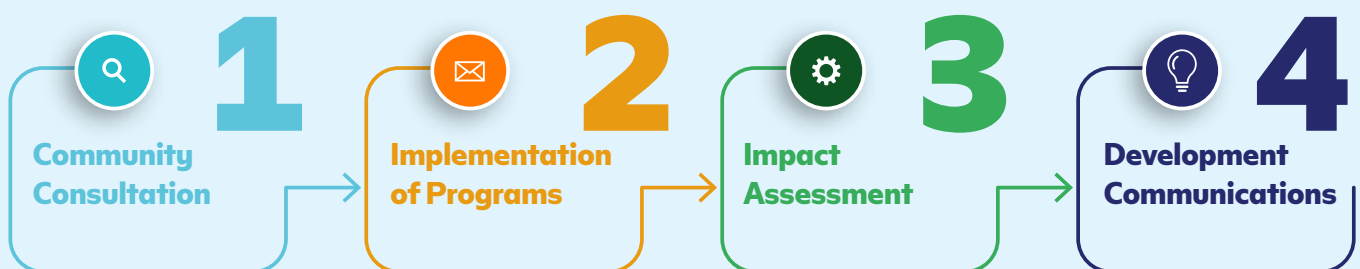 1
Community
Consultation
2
Implementation
of Programs
3
Impact
Assessment
4
Development
Communications